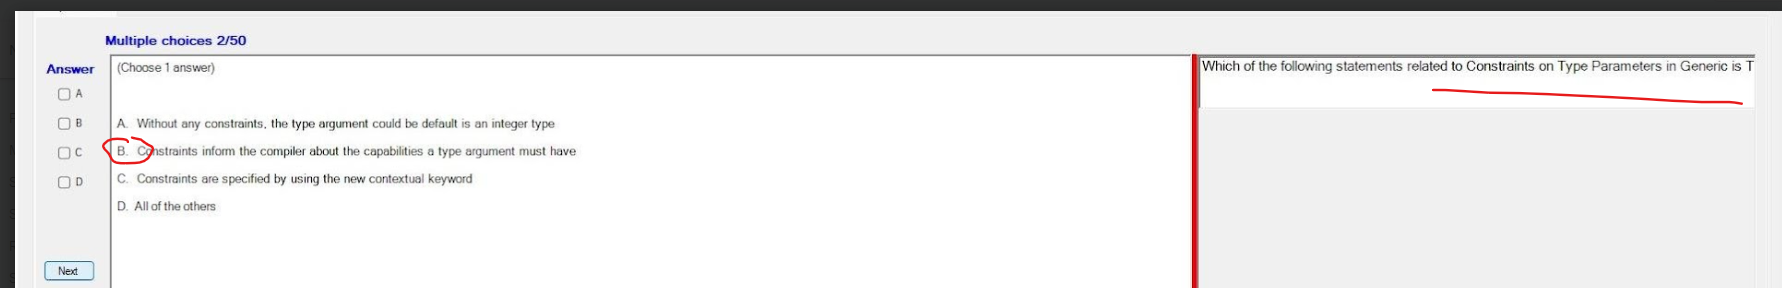 Multiple choices 2/50
Answer
A
B
C
D
Next
(Choose 1 answer)
A. Without any constraints, the type argument could be default is an integer type
B. Constraints inform the compiler about the capabilities a type argument must have
C. Constraints are specified by using the new contextual keyword
D. All of the others
Which of the following statements related to Constraints on Type Parameters in Generic is T